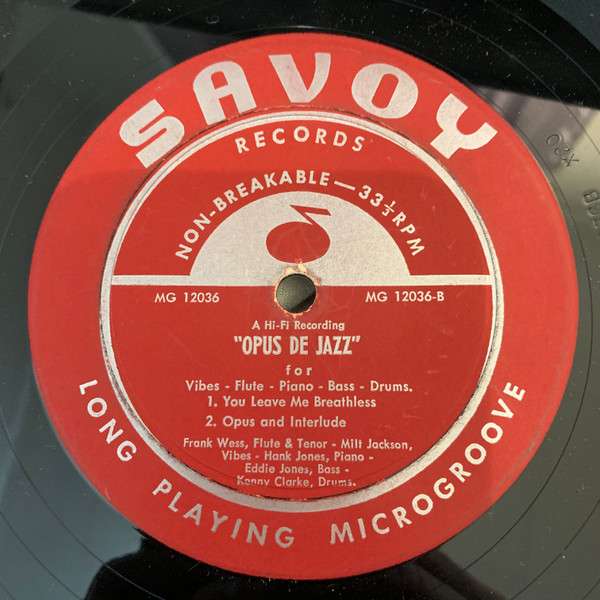 SAVOY
RECORDS
NON-BREAKABLE — 33⅓ RPM
MG 12036
MG 12036-B
A Hi-Fi Recording
"OPUS DE JAZZ"
for
Vibes - Flute - Piano - Bass - Drums.
1. You Leave Me Breathless
2. Opus and Interlude
Frank Wess, Flute & Tenor - Milt Jackson,
Vibes - Hank Jones, Piano -
Eddie Jones, Bass -
Kenny Clarke, Drums.
LONG PLAYING MICROGROOVE